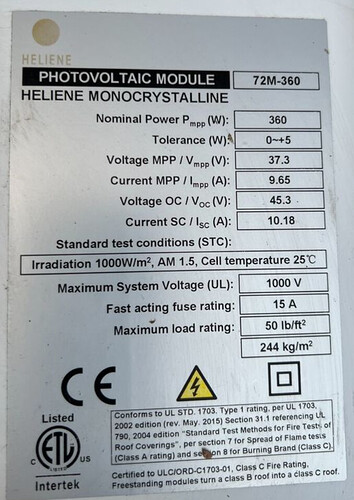 HELIENE
PHOTOVOLTAIC MODULE 72M-360
HELIENE MONOCRYSTALLINE
Nominal Power Pmpp (W): 360
Tolerance (W): 0~+5
Voltage MPP / Vmpp (V): 37.3
Current MPP / Impp (A): 9.65
Voltage OC / VOC (V): 45.3
Current SC / ISC (A): 10.18
Standard test conditions (STC):
Irradiation 1000W/m², AM 1.5, Cell temperature 25℃
Maximum System Voltage (UL): 1000 V
Fast acting fuse rating: 15 A
Maximum load rating: 50 lb/ft²
244 kg/m²
CE
Listed
C ETL US
Intertek
Conforms to UL STD. 1703, Type 1 rating, per UL 1703,
2002 edition (rev. May. 2015) Section 31.1 referencing UL
790, 2004 edition "Standard Test Methods for Fire Tests of
Roof Coverings", per section 7 for Spread of Flame tests
(Class A rating) and section 8 for Burning Brand (Class C).
Certified to ULC/ORD-C1703-01, Class C Fire Rating,
Freestanding modules turn a class B roof into a class C roof.